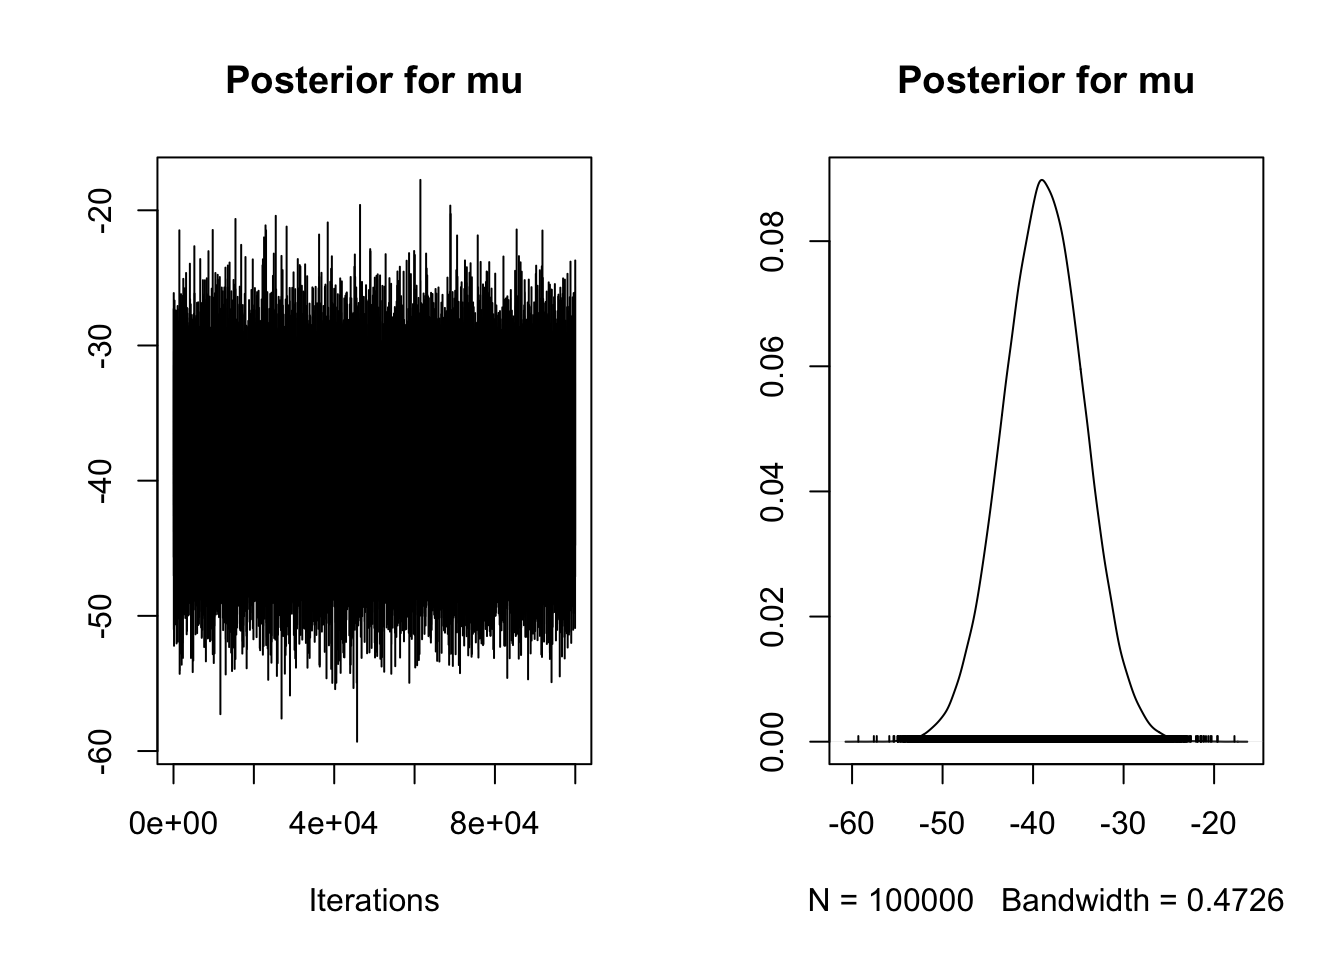 Posterior for mu
-20
-30
-40
-50
-60
0e+00 4e+04 8e+04
Iterations
Posterior for mu
0.08
0.06
0.04
0.02
0.00
-60 -50 -40 -30 -20
N = 100000 Bandwidth = 0.4726